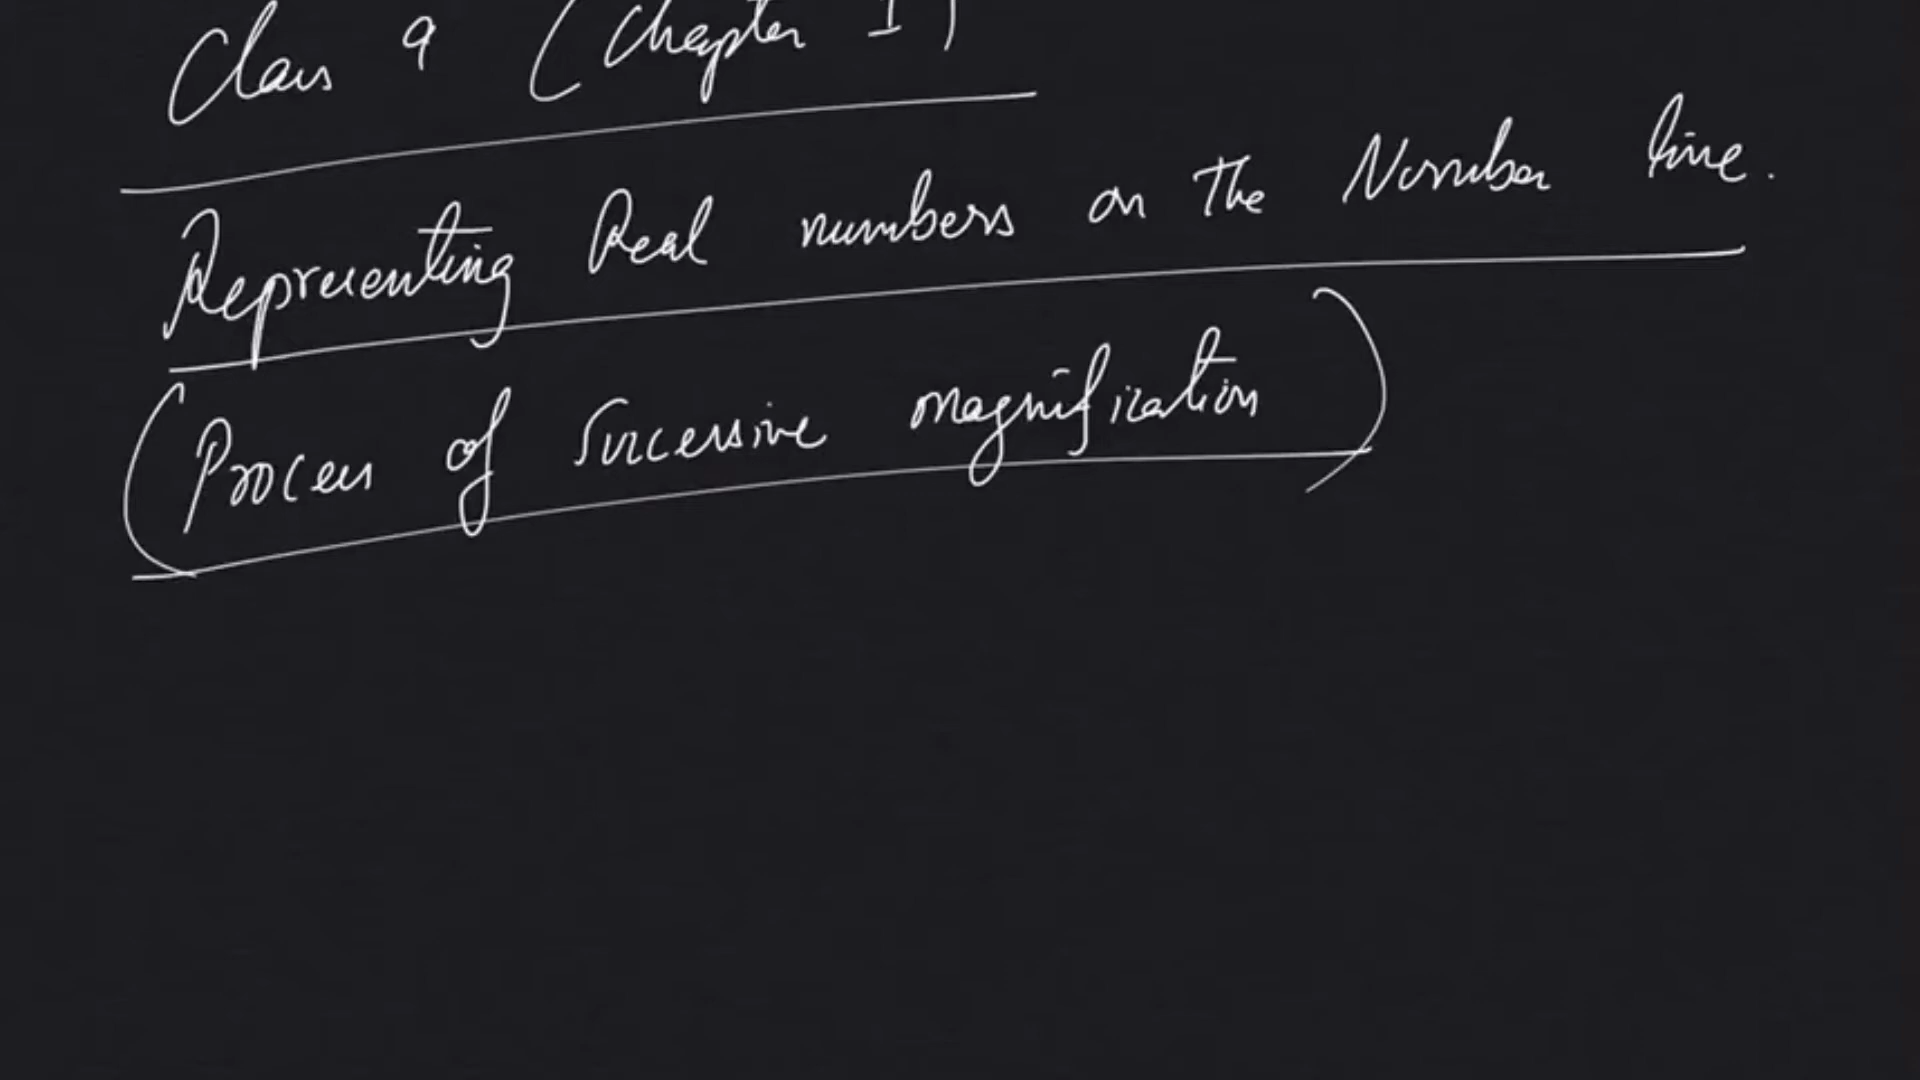 Class 9 (Chapter 1)
Representing Real numbers on The Number line.
(Process of Successive magnification)